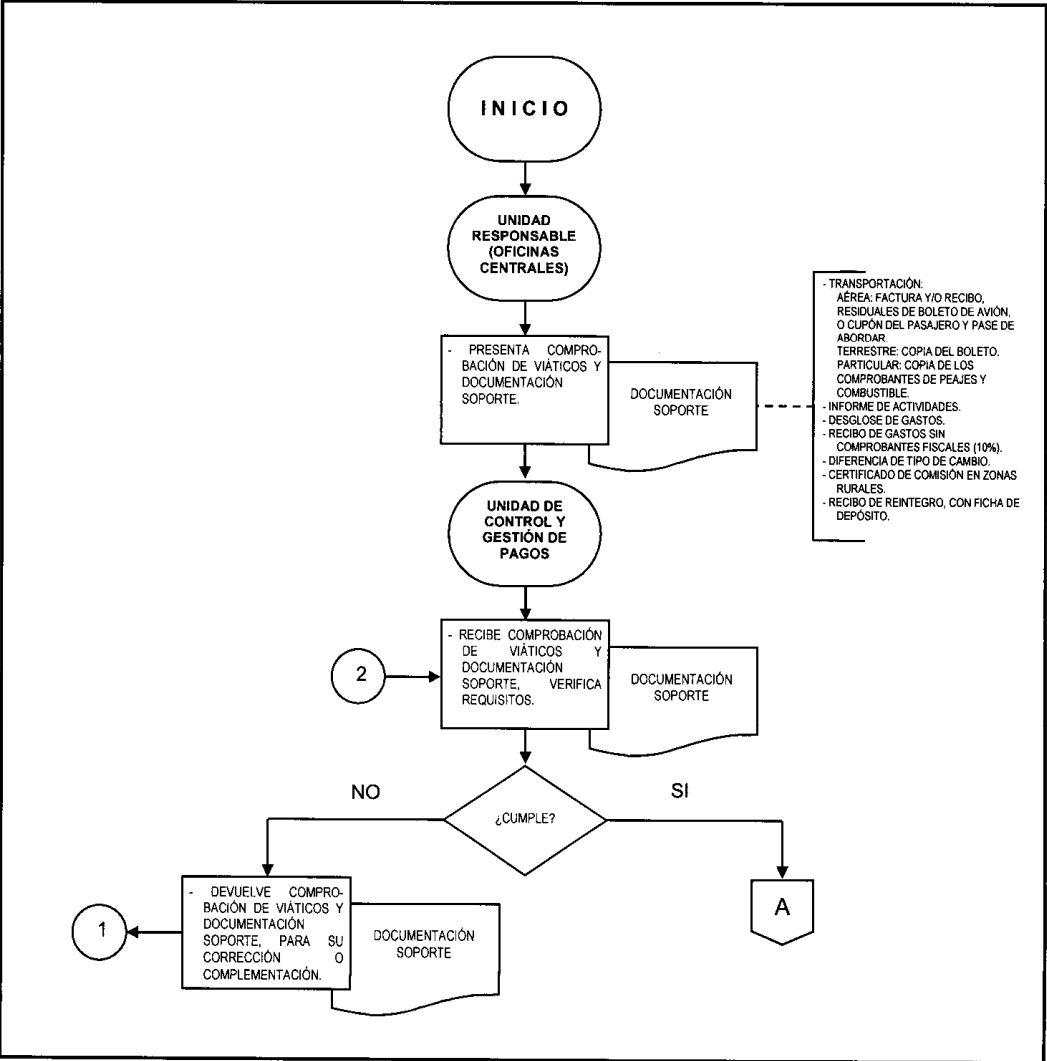 INICIO
UNIDAD
RESPONSABLE
(OFICINAS
CENTRALES)
- PRESENTA COMPRO-
BACIÓN DE VIÁTICOS Y
DOCUMENTACIÓN
SOPORTE.
DOCUMENTACIÓN
SOPORTE
- TRANSPORTACIÓN:
AÉREA: FACTURA Y/O RECIBO,
RESIDUALES DE BOLETO DE AVIÓN,
O CUPÓN DEL PASAJERO Y PASE DE
ABORDAR.
TERRESTRE: COPIA DEL BOLETO.
PARTICULAR: COPIA DE LOS
COMPROBANTES DE PEAJES Y
COMBUSTIBLE.
- INFORME DE ACTIVIDADES.
- DESGLOSE DE GASTOS.
- RECIBO DE GASTOS SIN
COMPROBANTES FISCALES (10%).
- DIFERENCIA DE TIPO DE CAMBIO.
- CERTIFICADO DE COMISIÓN EN ZONAS
RURALES.
- RECIBO DE REINTEGRO, CON FICHA DE
DEPÓSITO.
UNIDAD DE
CONTROL Y
GESTIÓN DE
PAGOS
2
- RECIBE COMPROBACIÓN
DE VIÁTICOS Y
DOCUMENTACIÓN
SOPORTE, VERIFICA
REQUISITOS.
DOCUMENTACIÓN
SOPORTE
NO
¿CUMPLE?
SI
1
- DEVUELVE COMPRO-
BACIÓN DE VIÁTICOS Y
DOCUMENTACIÓN
SOPORTE, PARA SU
CORRECCIÓN O
COMPLEMENTACIÓN.
DOCUMENTACIÓN
SOPORTE
A